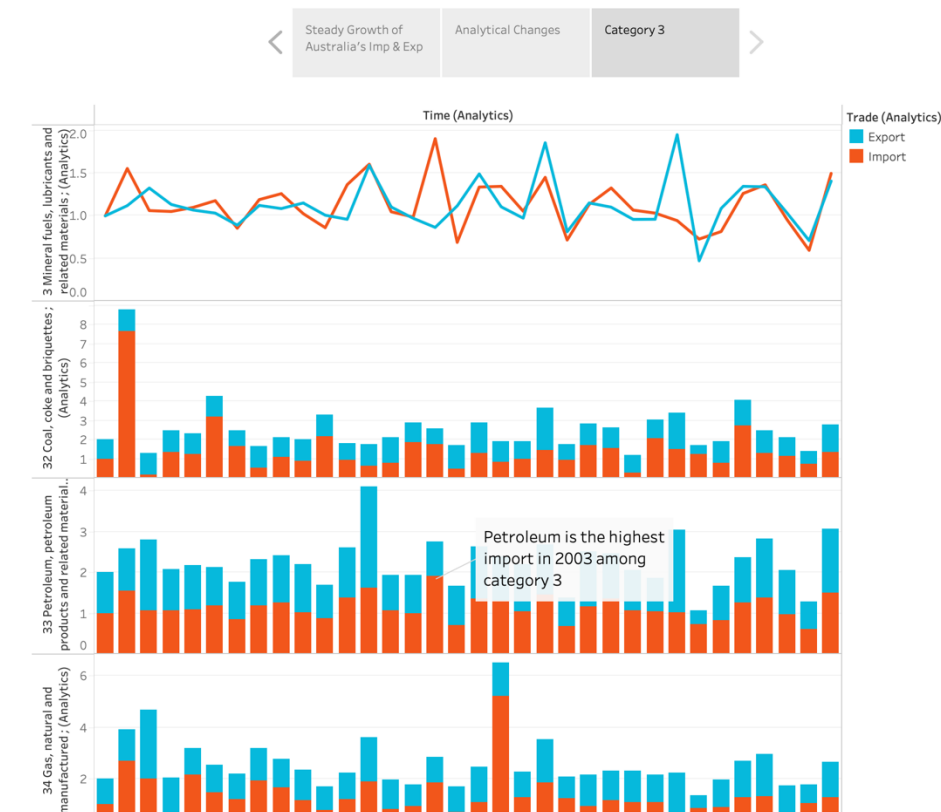 Steady Growth of
Australia's Imp & Exp
Analytical Changes
Category 3
Time (Analytics)
Trade (Analytics)
Export
Import
3 Mineral fuels, lubricants and
related materials ; (Analytics)
2.0
1.5
1.0
0.5
0.0
32 Coal, coke and briquettes ;
(Analytics)
8
7
6
5
4
3
2
1
33 Petroleum, petroleum
products and related material..
4
3
2
1
0
Petroleum is the highest
import in 2003 among
category 3
34 Gas, natural and
manufactured ; (Analytics)
6
4
2